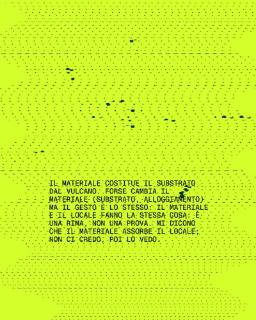 IL MATERIALE COSTITUE IL SUBSTRATO
DAL VULCANO. FORSE CAMBIA IL
MATERIALE (SUBSTRATO, ALLOGGIAMENTO)
MA IL GESTO È LO STESSO: IL MATERIALE
E IL LOCALE FANNO LA STESSA COSA: È
UNA RIMA, NON UNA PROVA. MI DICONO
CHE IL MATERIALE ASSORBE IL LOCALE;
NON CI CREDO, POI LO VEDO.